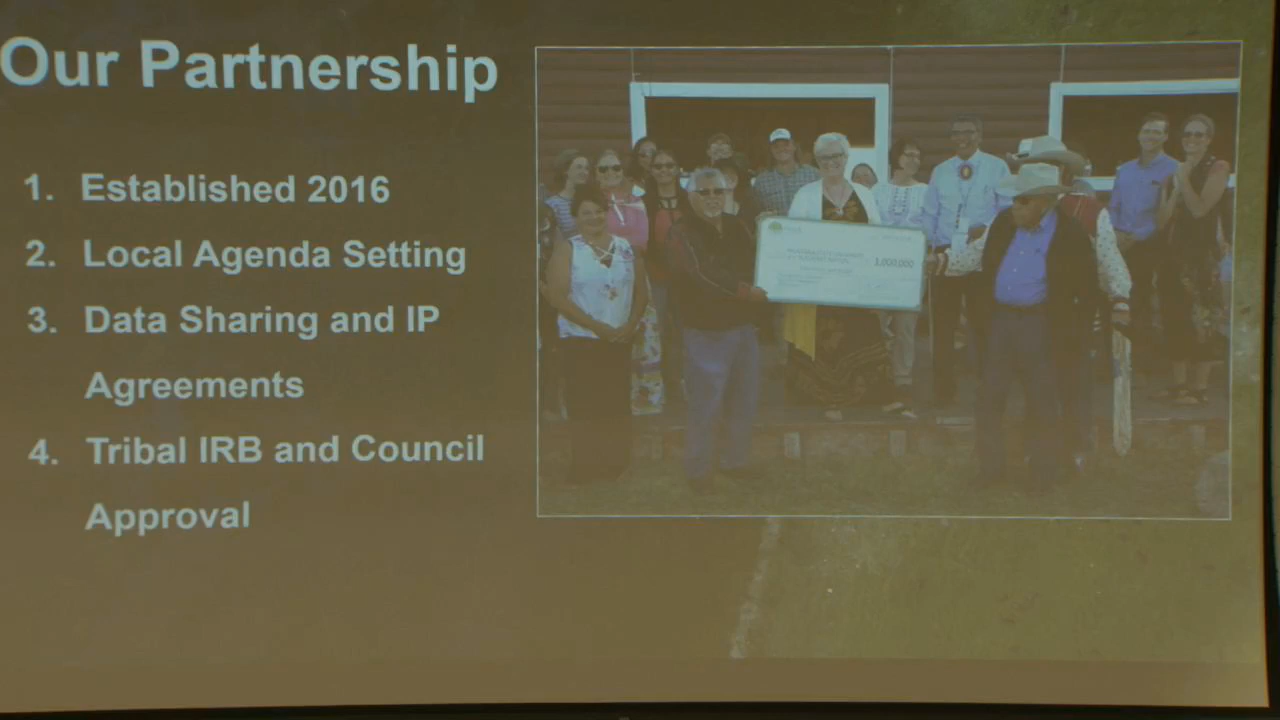 Our Partnership
1. Established 2016
2. Local Agenda Setting
3. Data Sharing and IP
Agreements
4. Tribal IRB and Council
Approval
1,000,000